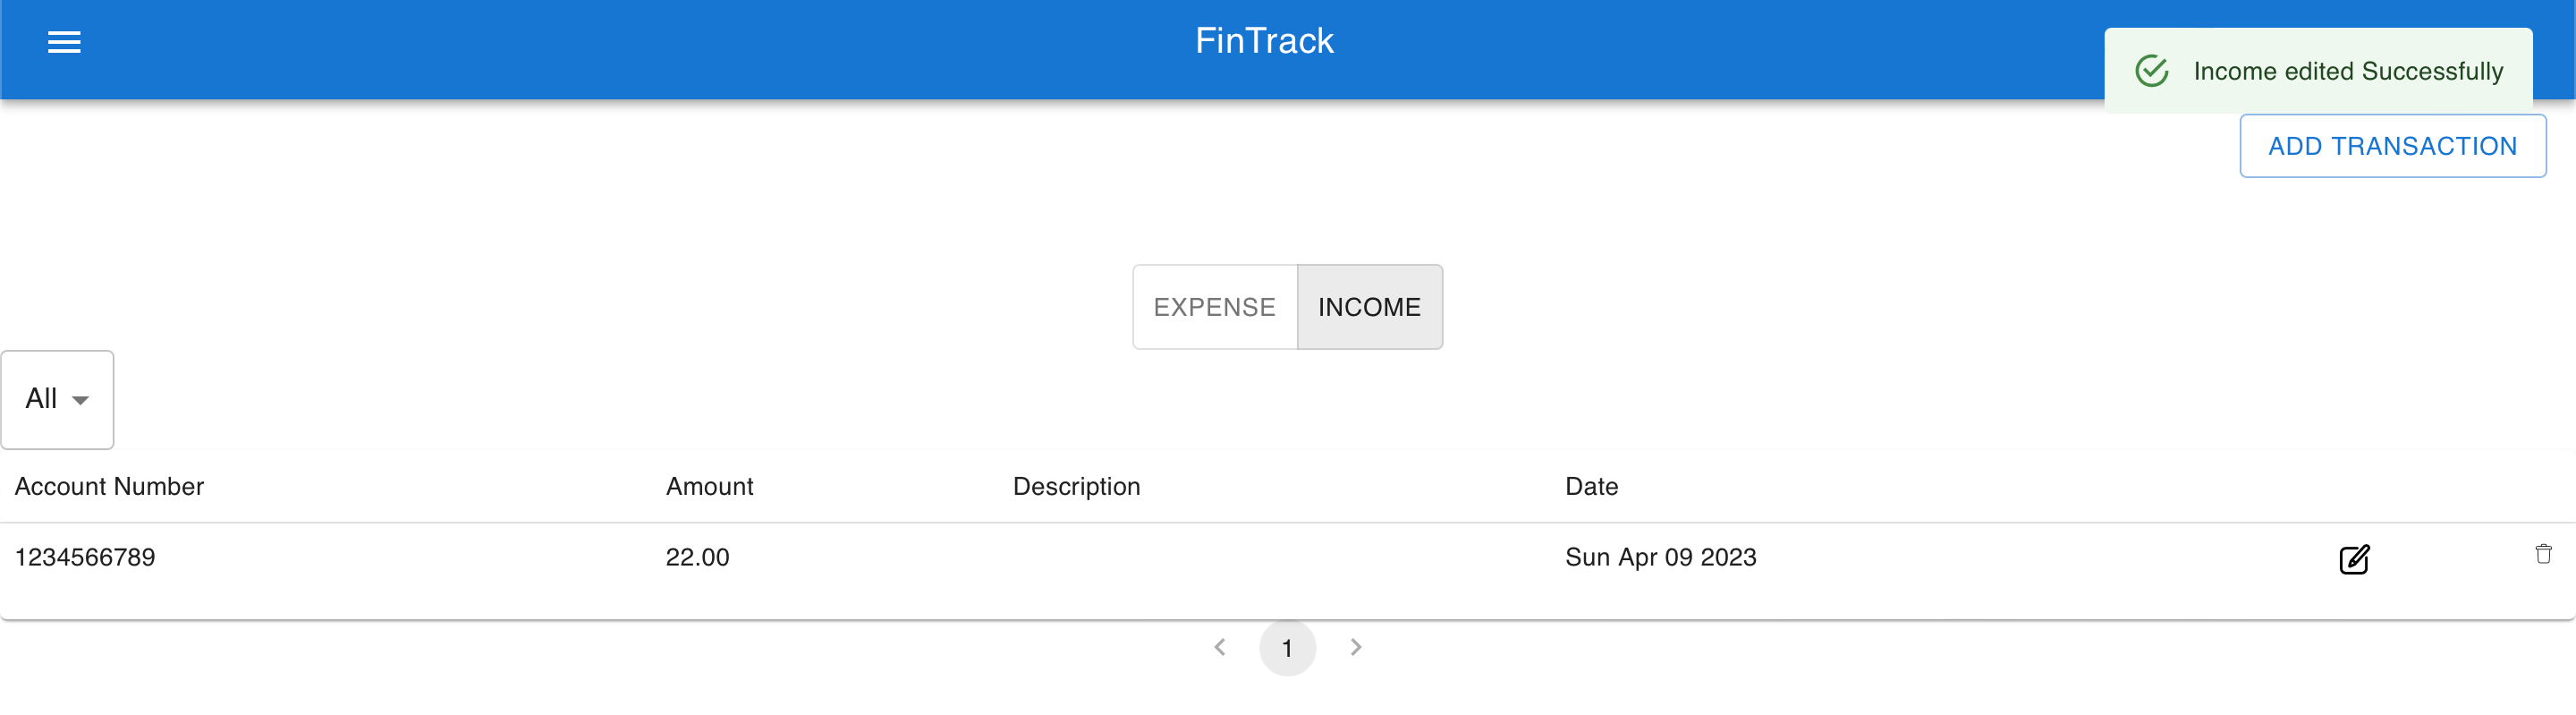 FinTrack
Income edited Successfully
ADD TRANSACTION
EXPENSE INCOME
All
Account Number Amount Description Date
1234566789 22.00 Sun Apr 09 2023
1